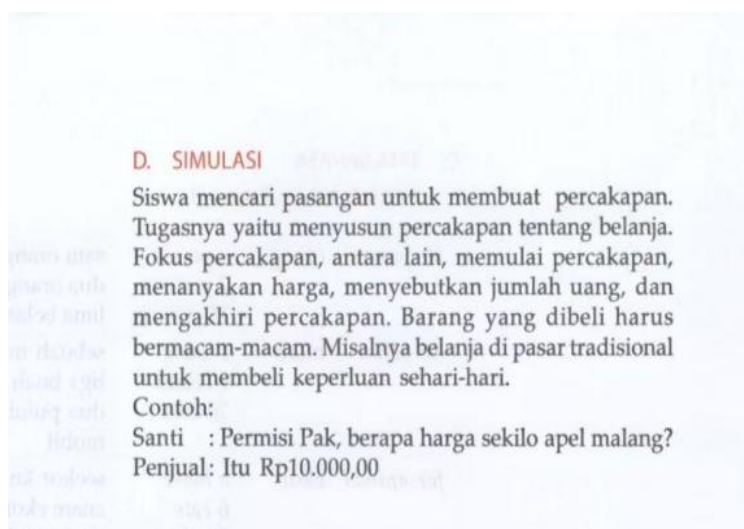 D. SIMULASI
Siswa mencari pasangan untuk membuat percakapan.
Tugasnya yaitu menyusun percakapan tentang belanja.
Fokus percakapan, antara lain, memulai percakapan,
menanyakan harga, menyebutkan jumlah uang, dan
mengakhiri percakapan. Barang yang dibeli harus
bermacam-macam. Misalnya belanja di pasar tradisional
untuk membeli keperluan sehari-hari.
Contoh:
Santi : Permisi Pak, berapa harga sekilo apel malang?
Penjual: Itu Rp10.000,00